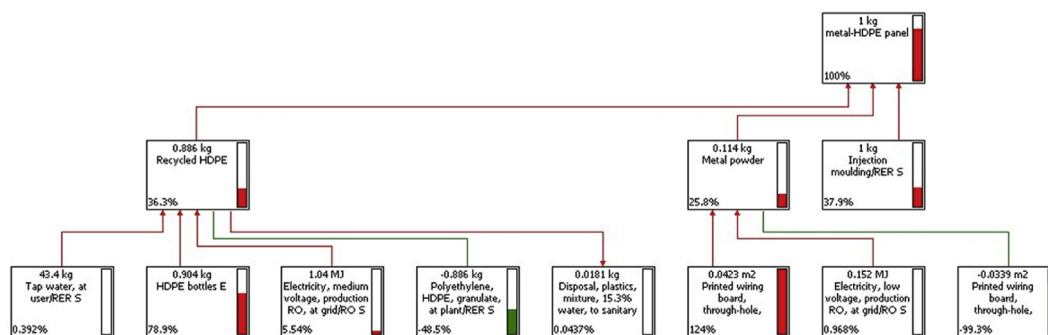 1 kg
metal-HDPE panel
100%
0.886 kg
Recycled HDPE
36.3%
0.114 kg
Metal powder
25.8%
1 kg
Injection
moulding/RER S
37.9%
43.4 kg
Tap water, at
user/RER S
0.392%
0.904 kg
HDPE bottles E
78.9%
1.04 MJ
Electricity, medium
voltage, production
RO, at grid/RO S
5.54%
-0.886 kg
Polyethylene,
HDPE, granulate,
at plant/RER S
-48.5%
0.0181 kg
Disposal, plastics,
mixture, 15.3%
water, to sanitary
0.0437%
0.0423 m2
Printed wiring
board,
through-hole,
124%
0.152 MJ
Electricity, low
voltage, production
RO, at grid/RO S
0.968%
-0.0339 m2
Printed wiring
board,
through-hole,
-99.3%